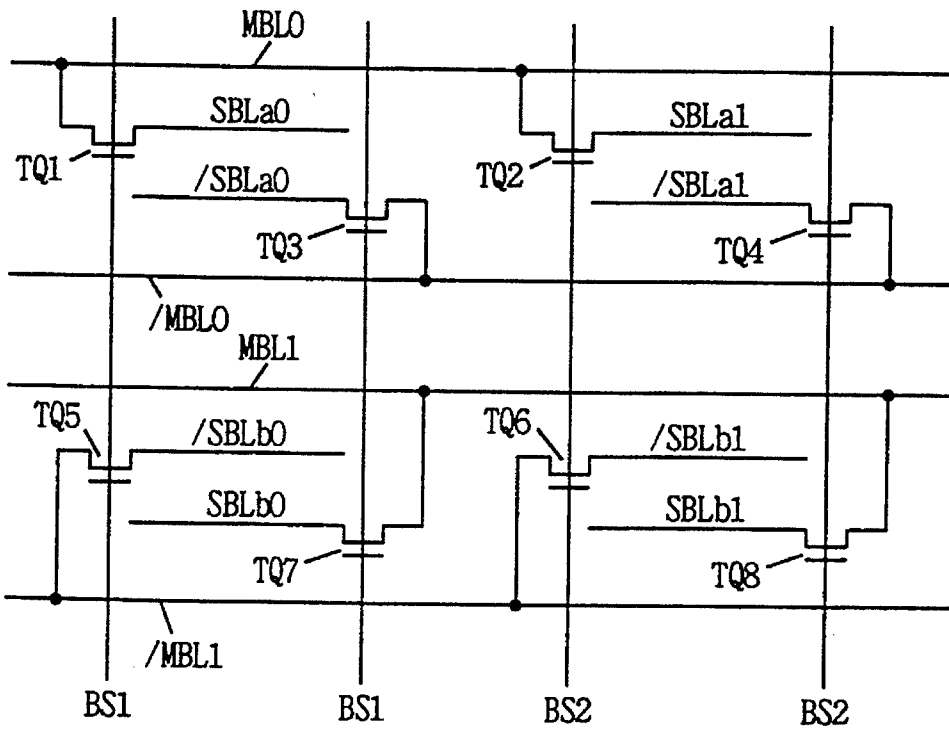 MBL0
SBLa0
SBLa1
TQ1
/SBLa0
TQ2
/SBLa1
TQ3
TQ4
/MBL0
MBL1
TQ5
/SBLb0
TQ6
/SBLb1
SBLb0
SBLb1
TQ7
TQ8
/MBL1
BS1
BS1
BS2
BS2